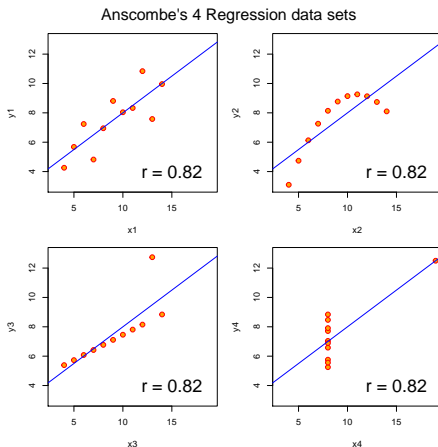 Anscombe's 4 Regression data sets
y1
4 6 8 10 12
5 10 15
x1
r = 0.82
y2
4 6 8 10 12
5 10 15
x2
r = 0.82
y3
4 6 8 10 12
5 10 15
x3
r = 0.82
y4
4 6 8 10 12
5 10 15
x4
r = 0.82